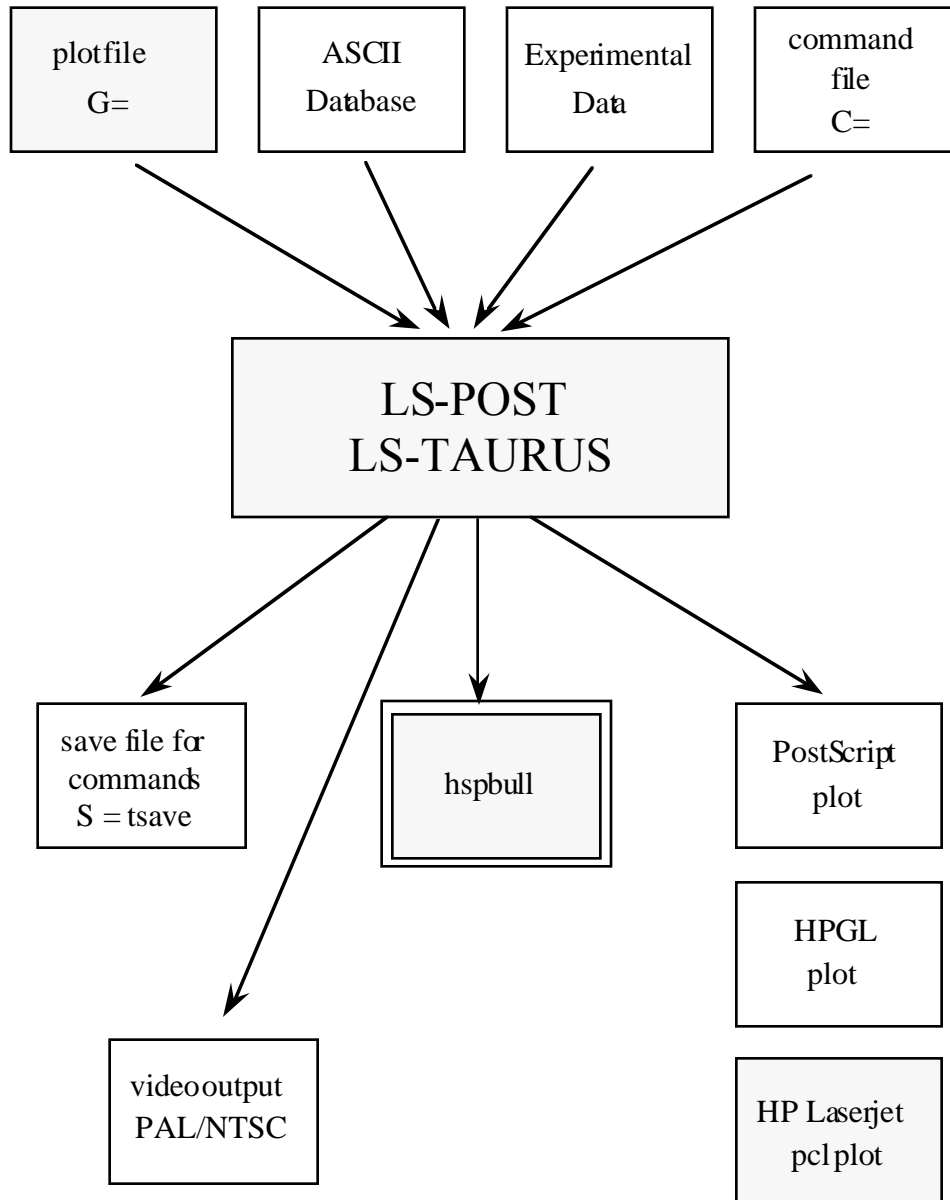 plotfile
G=
ASCII
Database
Experimental
Data
command
file
C=
LS-POST
LS-TAURUS
save file for
commands
S = tsave
hspbull
PostScript
plot
HPGL
plot
video output
PAL/NTSC
HP Laserjet
pcl plot